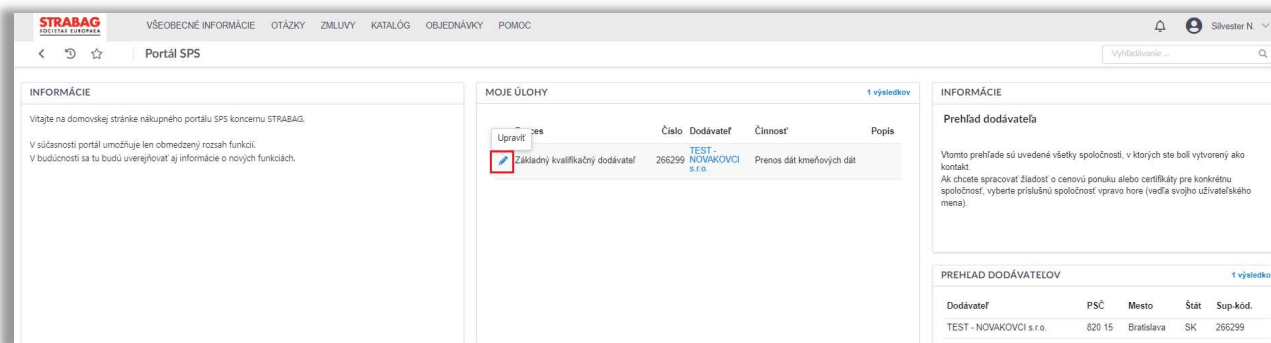 STRABAG
SOCIETAS EUROPAEA
VŠEOBECNÉ INFORMÁCIE OTÁZKY ZMLUVY KATALÓG OBJEDNÁVKY POMOC
Silvester N.
Portál SPS
Vyhľadávanie ...
INFORMÁCIE
Vitajte na domovskej stránke nákupného portálu SPS koncernu STRABAG.
V súčasnosti portál umožňuje len obmedzený rozsah funkcií.
V budúcnosti sa tu budú uverejňovať aj informácie o nových funkciách.
MOJE ÚLOHY 1 výsledkov
Číslo Dodávateľ Činnosť Popis
Upraviť
Základný kvalifikačný dodávateľ 266299 TEST - NOVAKOVCI s.r.o. Prenos dát kmeňových dát
INFORMÁCIE
Prehľad dodávateľa
Vtomto prehľade sú uvedené všetky spoločnosti, v ktorých ste boli vytvorený ako
kontakt.
Ak chcete spracovať žiadosť o cenovú ponuku alebo certifikáty pre konkrétnu
spoločnosť, vyberte príslušnú spoločnosť vpravo hore (vedľa svojho užívateľského
mena).
PREHĽAD DODÁVATEĽOV 1 výsledko
Dodávateľ PSČ Mesto Štát Sup-kód.
TEST - NOVAKOVCI s.r.o. 820 15 Bratislava SK 266299